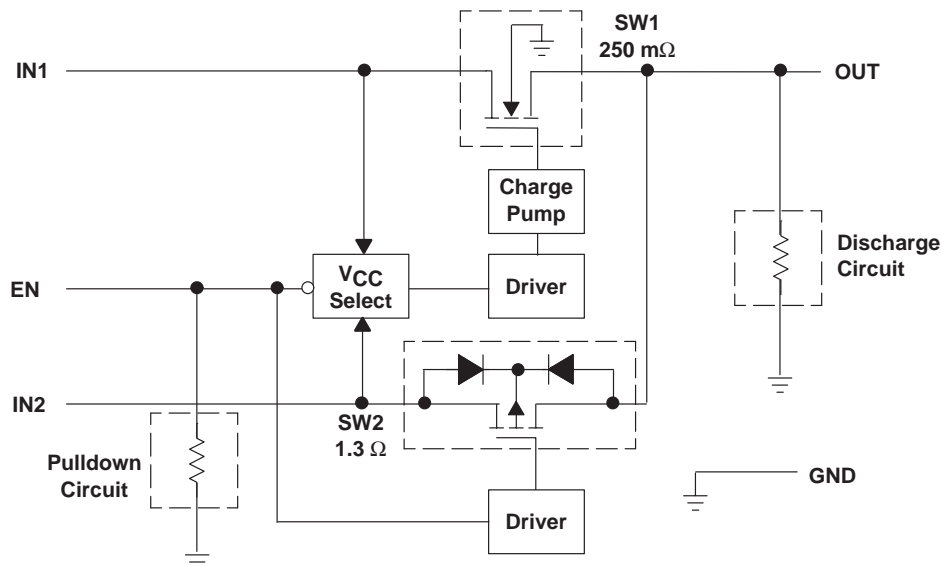 SW1
250 mΩ
IN1
OUT
Charge
Pump
Discharge
Circuit
VCC
Select
Driver
EN
IN2
SW2
1.3 Ω
Pulldown
Circuit
GND
Driver